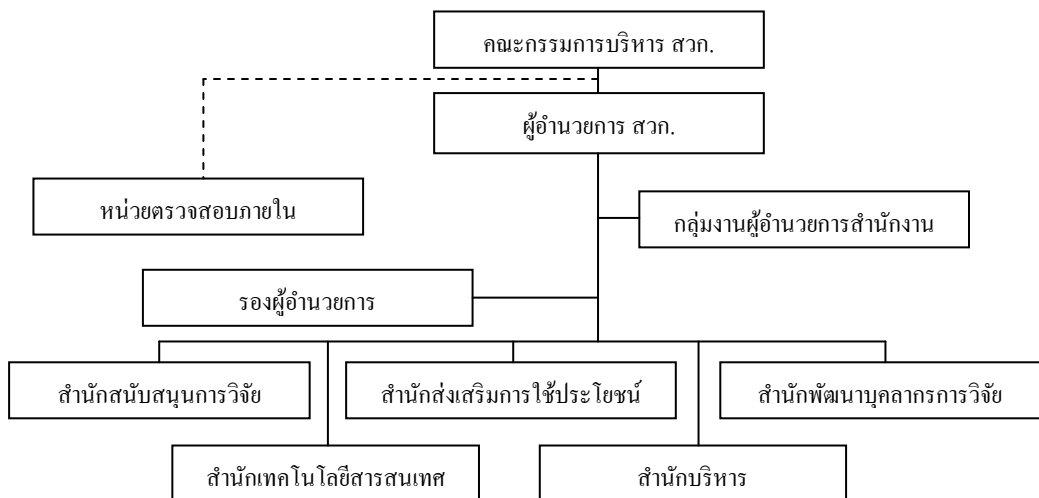 คณะกรรมการบริหาร สวก.
ผู้อำนวยการ สวก.
หน่วยตรวจสอบภายใน
กลุ่มงานผู้อำนวยการสำนักงาน
รองผู้อำนวยการ
สำนักสนับสนุนการวิจัย
สำนักส่งเสริมการใช้ประโยชน์
สำนักพัฒนาบุคลากรการวิจัย
สำนักเทคโนโลยีสารสนเทศ
สำนักบริหาร